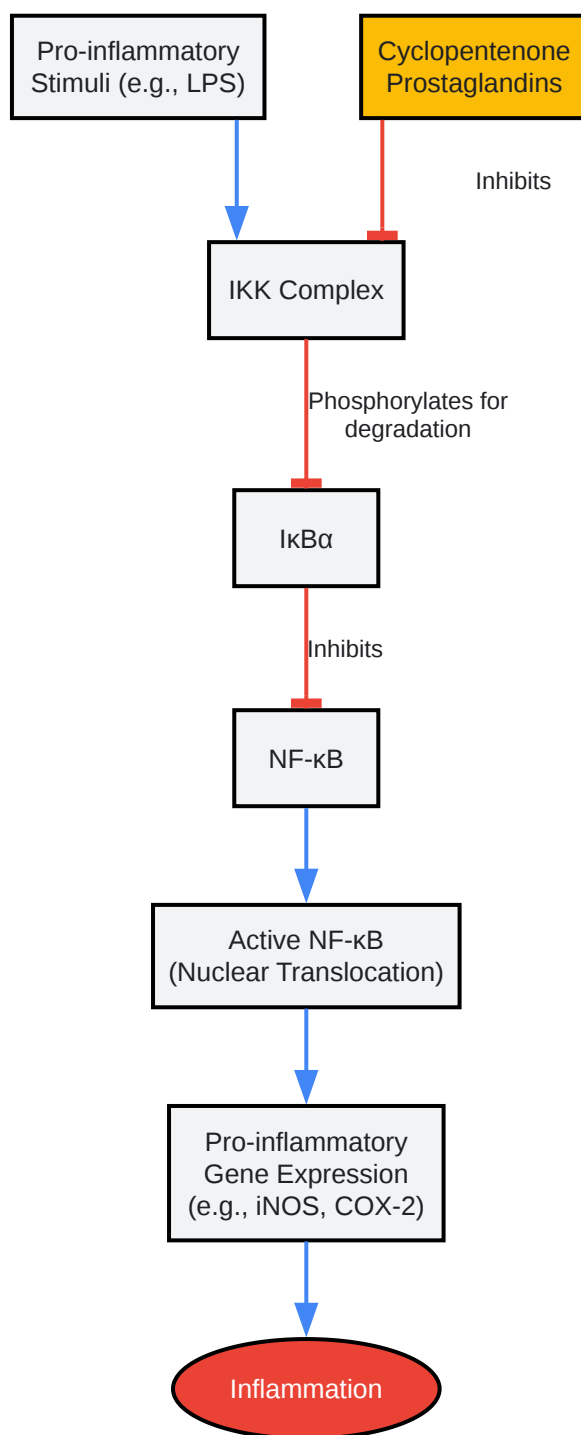 Pro-inflammatory
Stimuli (e.g., LPS)
Cyclopentenone
Prostaglandins
Inhibits
IKK Complex
Phosphorylates for
degradation
IκBα
Inhibits
NF-κB
Active NF-κB
(Nuclear Translocation)
Pro-inflammatory
Gene Expression
(e.g., iNOS, COX-2)
Inflammation